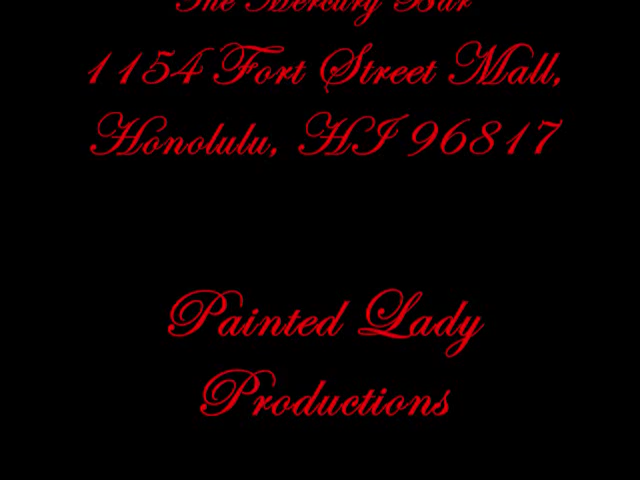 The Mercury Bar
1154 Fort Street Mall,
Honolulu, HI 96817
Painted Lady
Productions